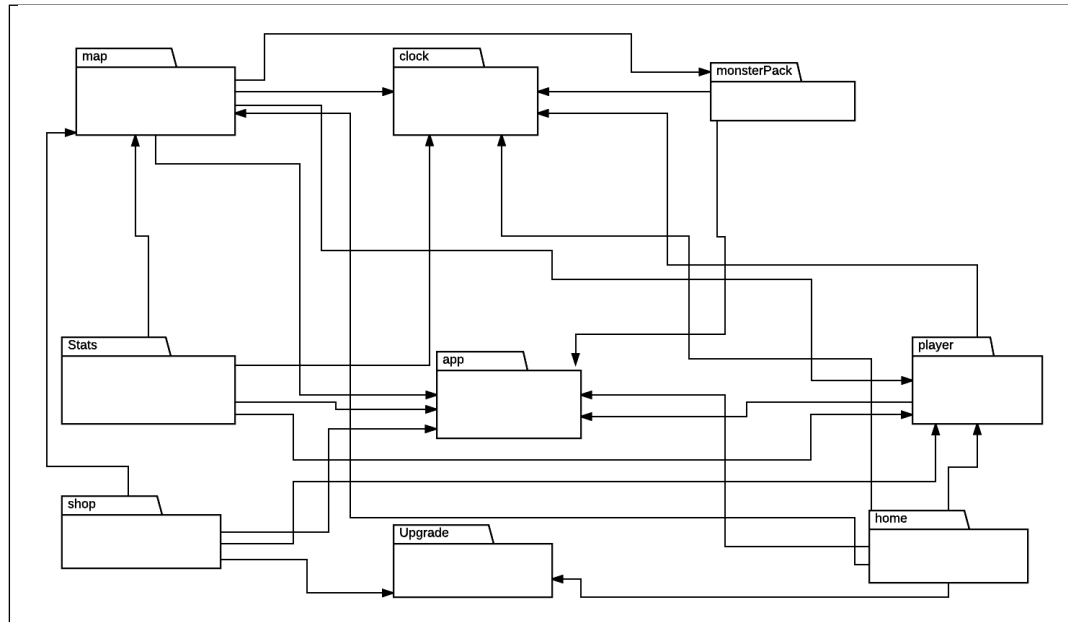 map
clock
monsterPack
Stats
app
player
shop
Upgrade
home